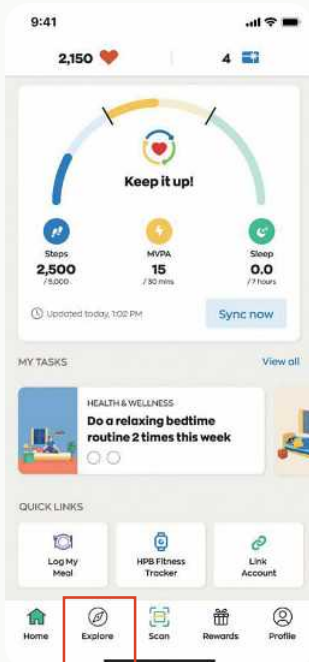 9:41
2,150
4
Keep it up!
Steps
2,500
/5,000
MVPA
15
/30 mins
Sleep
0.0
/7 hours
Updated today, 1:02 PM
Sync now
MY TASKS
View all
HEALTH & WELLNESS
Do a relaxing bedtime
routine 2 times this week
QUICK LINKS
Log My
Meal
HPB Fitness
Tracker
Link
Account
Home
Explore
Scan
Rewards
Profile